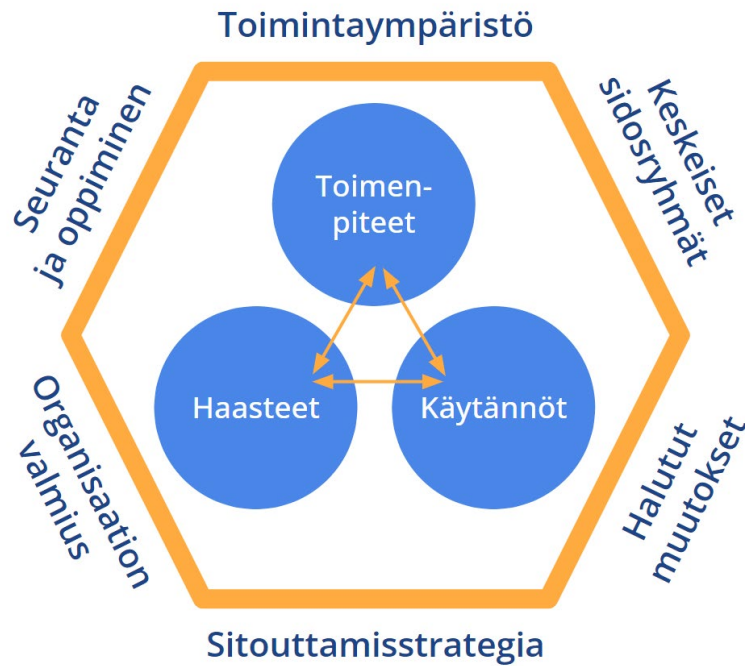 Toimintaympäristö
Seuranta
ja oppiminen
Keskeiset
sidosryhmät
Toimen-
piteet
Haasteet
Käytännöt
Organisaation
valmius
Halutut
muutokset
Sitouttamisstrategia